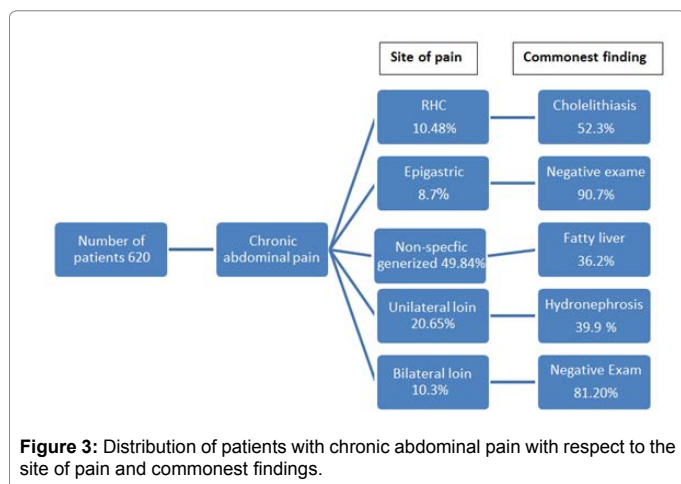 Site of pain
Commonest finding
RHC
10.48%
Cholelithiasis
52.3%
Epigastric
8.7%
Negative exame
90.7%
Number of
patients 620
Chronic
abdominal pain
Non-specfic
generized 49.84%
Fatty liver
36.2%
Unilateral loin
20.65%
Hydronephrosis
39.9 %
Bilateral loin
10.3%
Negative Exam
81.20%
Figure 3: Distribution of patients with chronic abdominal pain with respect to the
site of pain and commonest findings.